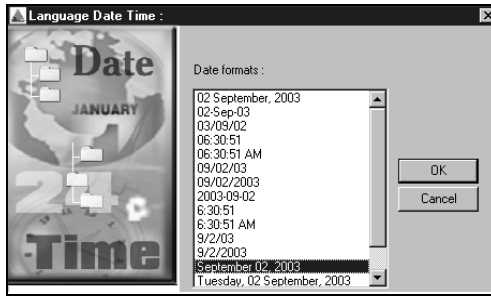 Language Date Time :
Date
JANUARY
24
Time
Date formats :
02 September, 2003
02-Sep-03
03/09/02
06:30:51
06:30:51 AM
09/02/03
09/02/2003
2003-09-02
6:30:51
6:30:51 AM
9/2/03
9/2/2003
September 02, 2003
Tuesday, 02 September, 2003
OK
Cancel